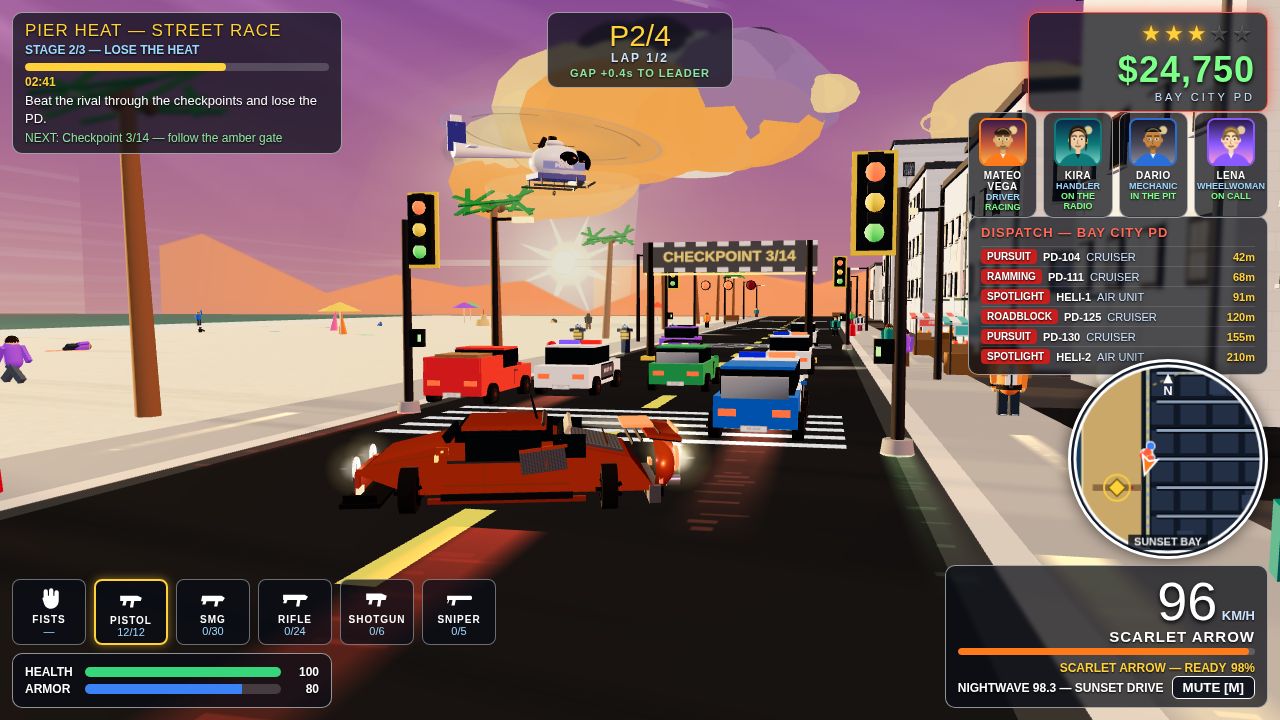 PIER HEAT — STREET RACE
STAGE 2/3 — LOSE THE HEAT
02:41
Beat the rival through the checkpoints and lose the
PD.
NEXT: Checkpoint 3/14 — follow the amber gate
P2/4
LAP 1/2
GAP +0.4s TO LEADER
$24,750
BAY CITY PD
MATEO VEGA
DRIVER
RACING
KIRA
HANDLER
ON THE RADIO
DARIO
MECHANIC
IN THE PIT
LENA
WHEELWOMAN
ON CALL
DISPATCH — BAY CITY PD
PURSUIT PD-104 CRUISER 42m
RAMMING PD-111 CRUISER 68m
SPOTLIGHT HELI-1 AIR UNIT 91m
ROADBLOCK PD-125 CRUISER 120m
PURSUIT PD-130 CRUISER 155m
SPOTLIGHT HELI-2 AIR UNIT 210m
CHECKPOINT 3/14
N
SUNSET BAY
FISTS
—
PISTOL
12/12
SMG
0/30
RIFLE
0/24
SHOTGUN
0/6
SNIPER
0/5
HEALTH 100
ARMOR 80
96 KM/H
SCARLET ARROW
SCARLET ARROW — READY 98%
NIGHTWAVE 98.3 — SUNSET DRIVE MUTE [M]